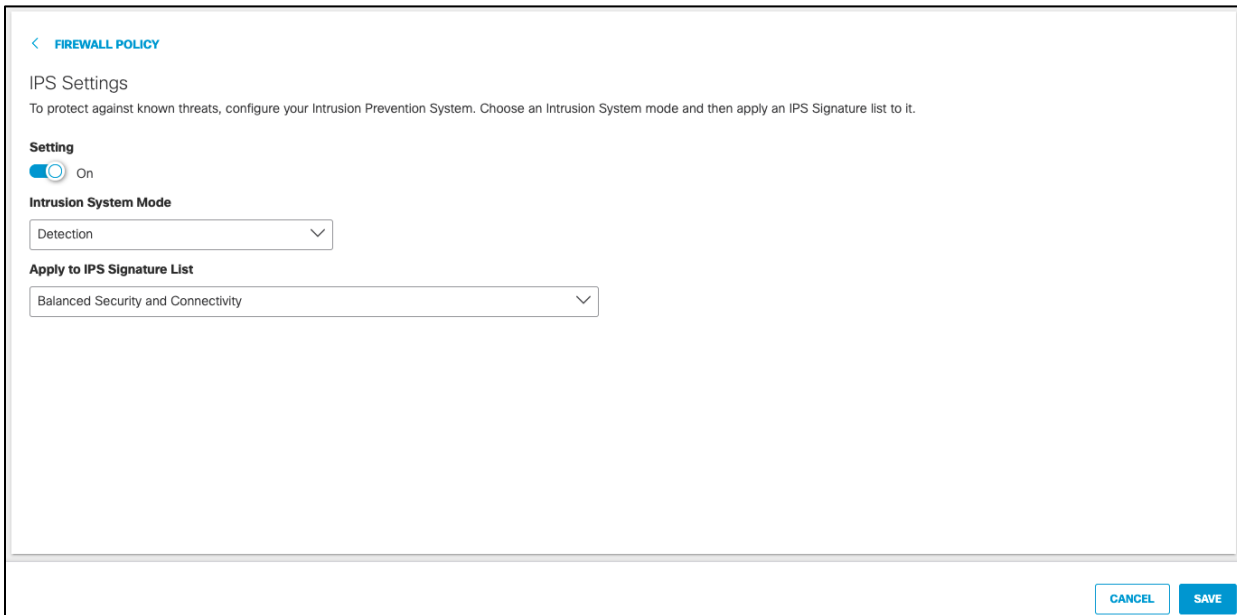 FIREWALL POLICY
IPS Settings
To protect against known threats, configure your Intrusion Prevention System. Choose an Intrusion System mode and then apply an IPS Signature list to it.
Setting
On
Intrusion System Mode
Detection
Apply to IPS Signature List
Balanced Security and Connectivity
CANCEL SAVE